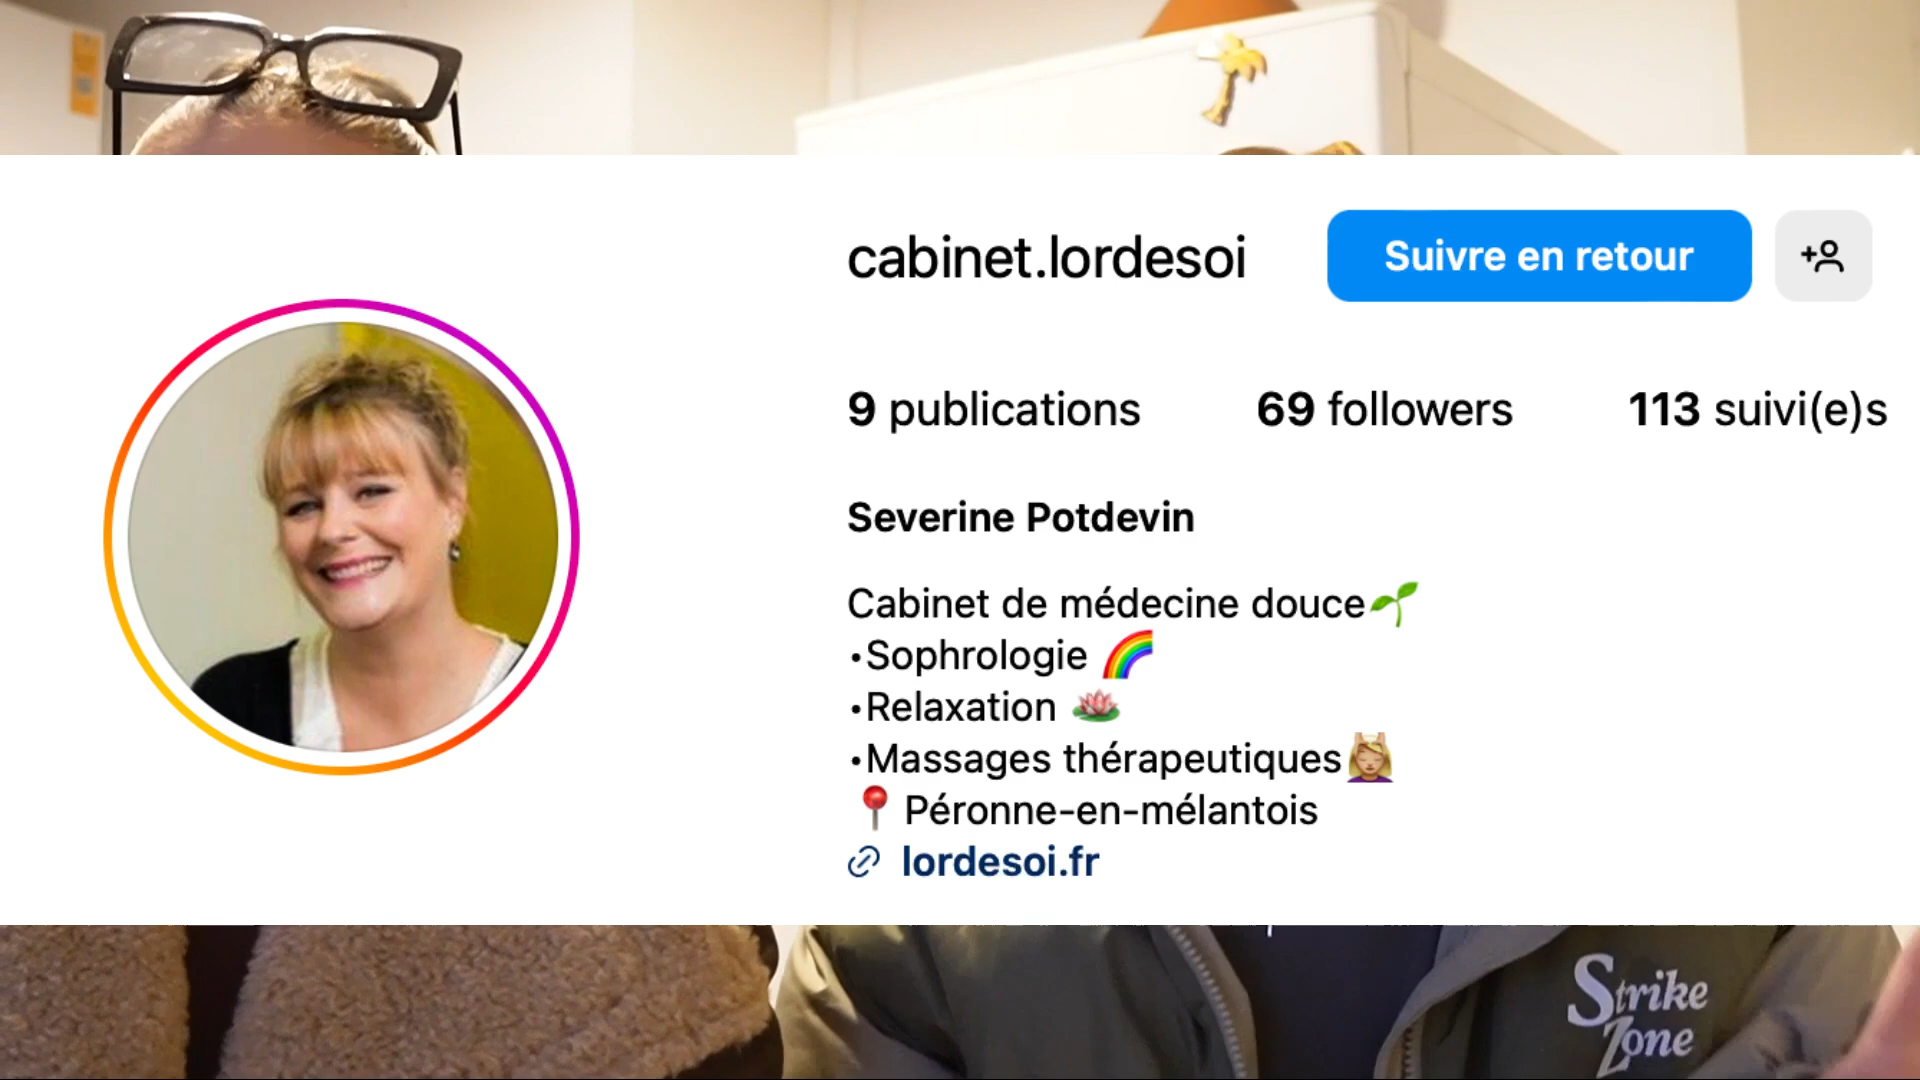 cabinet.lordesoi
Suivre en retour
9 publications
69 followers
113 suivi(e)s
Severine Potdevin
Cabinet de médecine douce🌱
•Sophrologie 🌈
•Relaxation 🪷
•Massages thérapeutiques💆🏼‍♀️
📍 Péronne-en-mélantois
lordesoi.fr
Strike
Zone